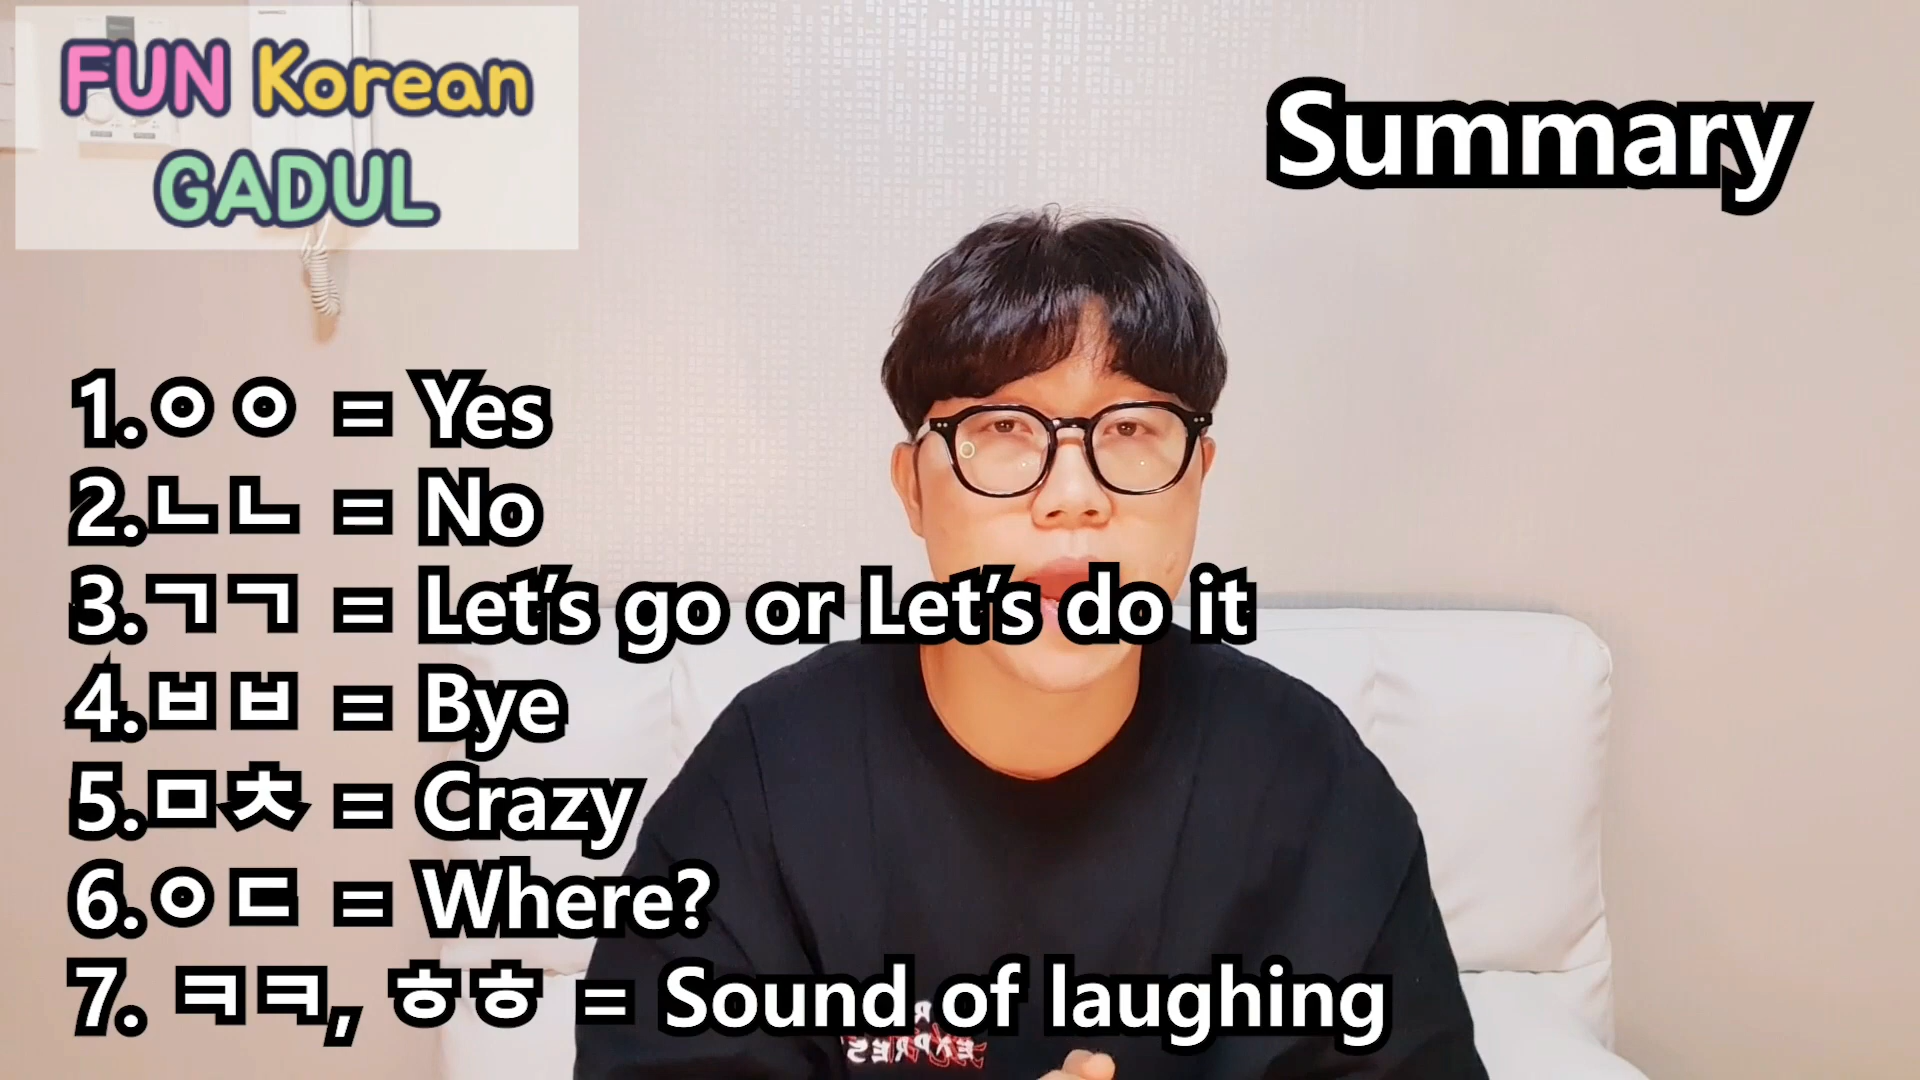 FUN Korean
GADUL
Summary
1.ㅇㅇ = Yes
2.ㄴㄴ = No
3.ㄱㄱ = Let's go or Let's do it
4.ㅂㅂ = Bye
5.ㅁㅊ = Crazy
6.ㅇㄷ = Where?
7. ㅋㅋ, ㅎㅎ = Sound of laughing